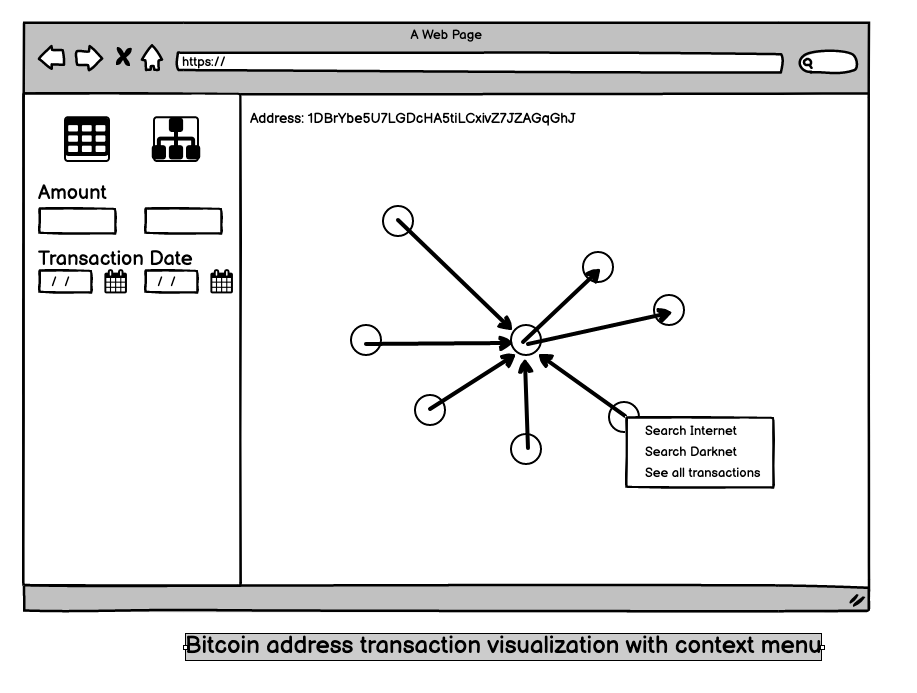 A Web Page
https://
Address: 1DBrYbe5U7LGDcHA5tiLCxivZ7JZAGqGhJ
Amount
Transaction Date
/ /
/ /
Search Internet
Search Darknet
See all transactions
Bitcoin address transaction visualization with context menu